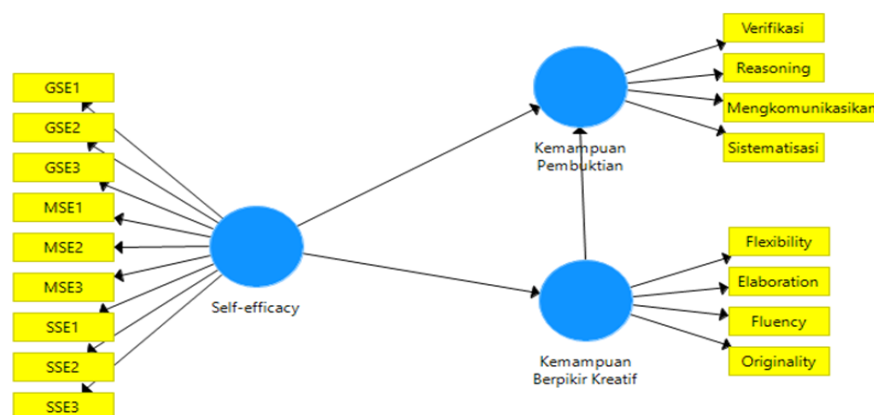 GSE1
GSE2
GSE3
MSE1
MSE2
MSE3
SSE1
SSE2
SSE3
Self-efficacy
Kemampuan
Pembuktian
Verifikasi
Reasoning
Mengkomunikasikan
Sistematisasi
Kemampuan
Berpikir Kreatif
Flexibility
Elaboration
Fluency
Originality